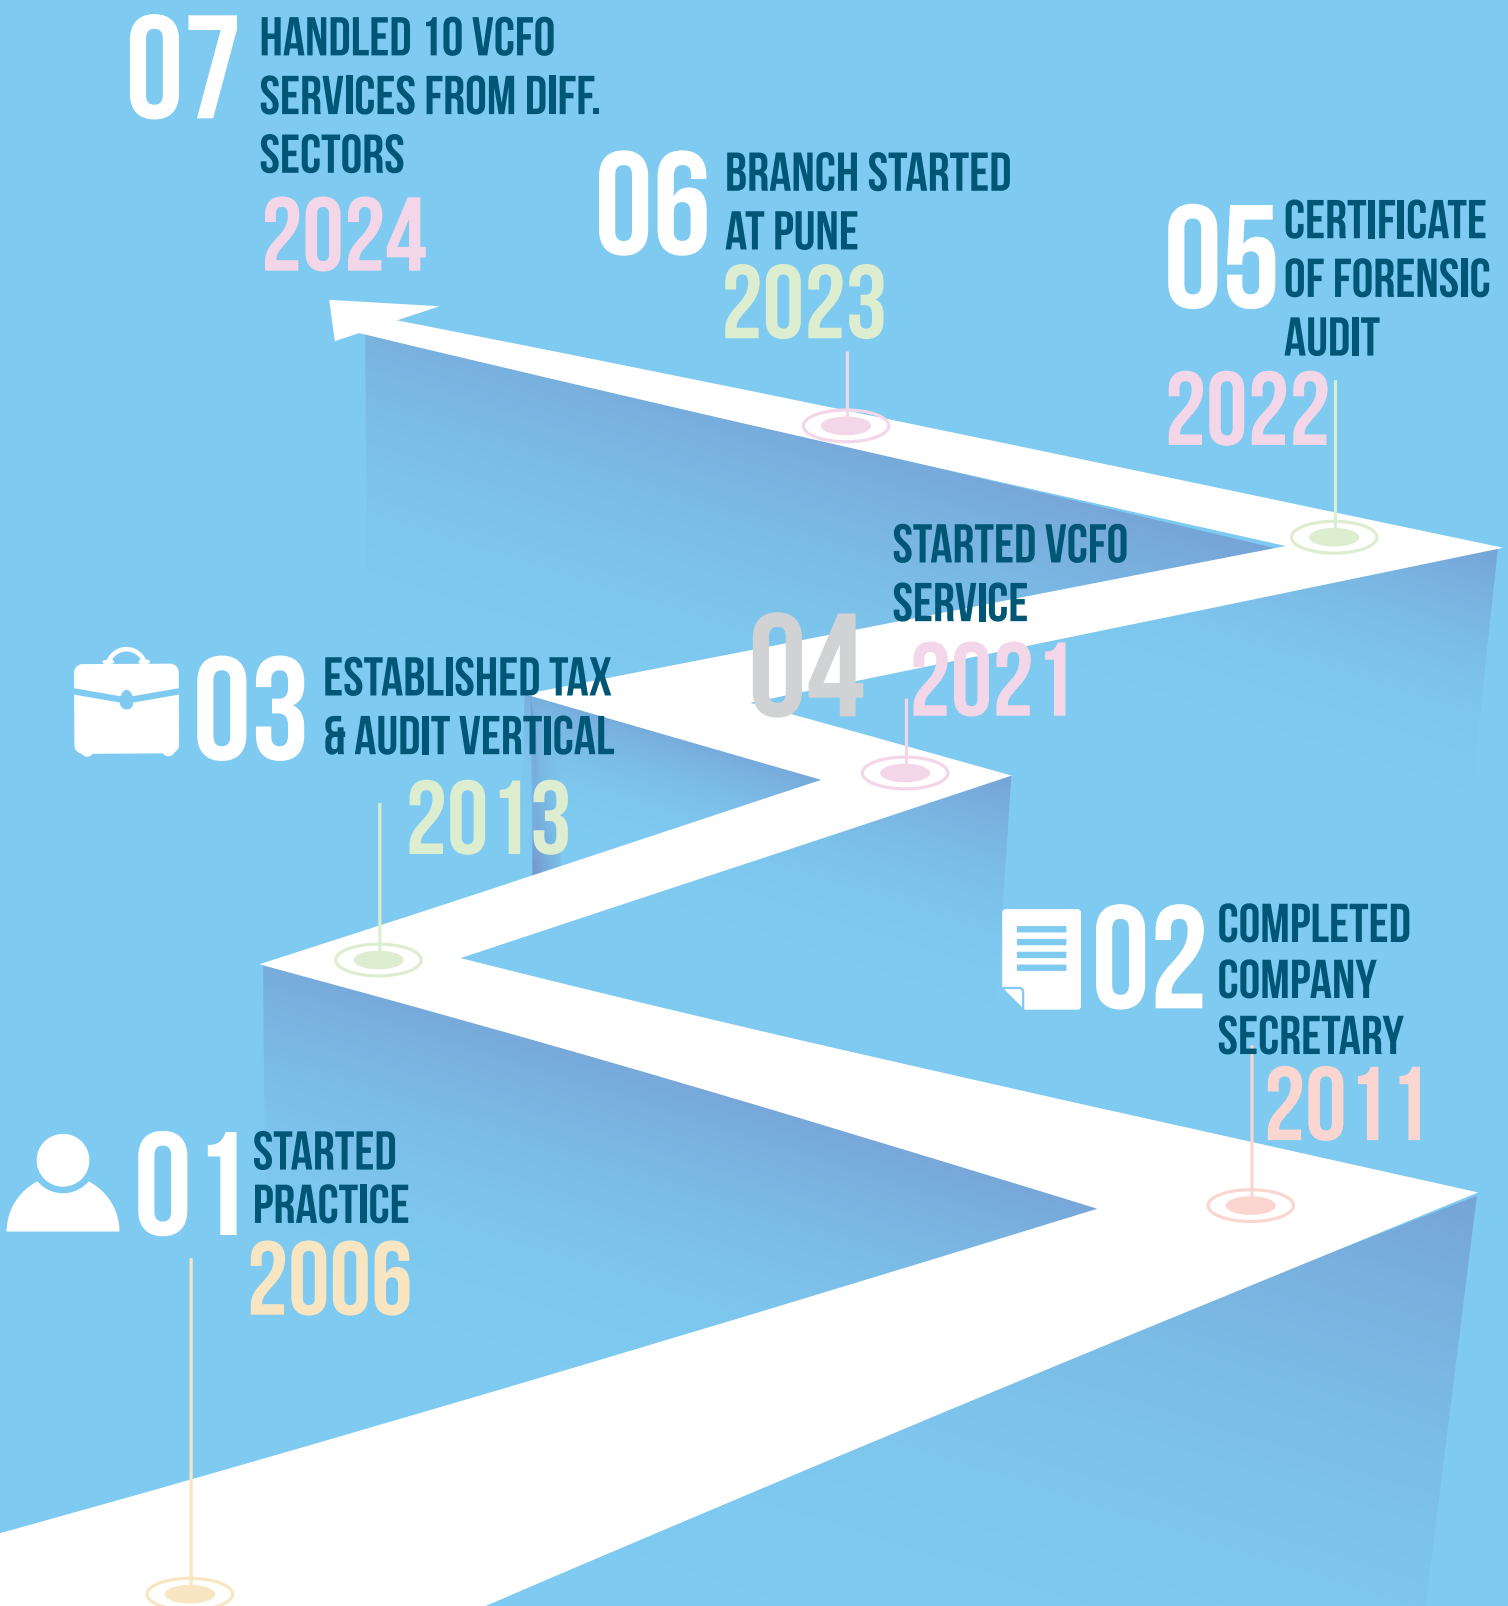 07
HANDLED 10 VCFO
SERVICES FROM DIFF.
SECTORS
2024
06
BRANCH STARTED
AT PUNE
2023
05
CERTIFICATE
OF FORENSIC
AUDIT
2022
04
STARTED VCFO
SERVICE
2021
03
ESTABLISHED TAX
& AUDIT VERTICAL
2013
02
COMPLETED
COMPANY
SECRETARY
2011
01
STARTED
PRACTICE
2006